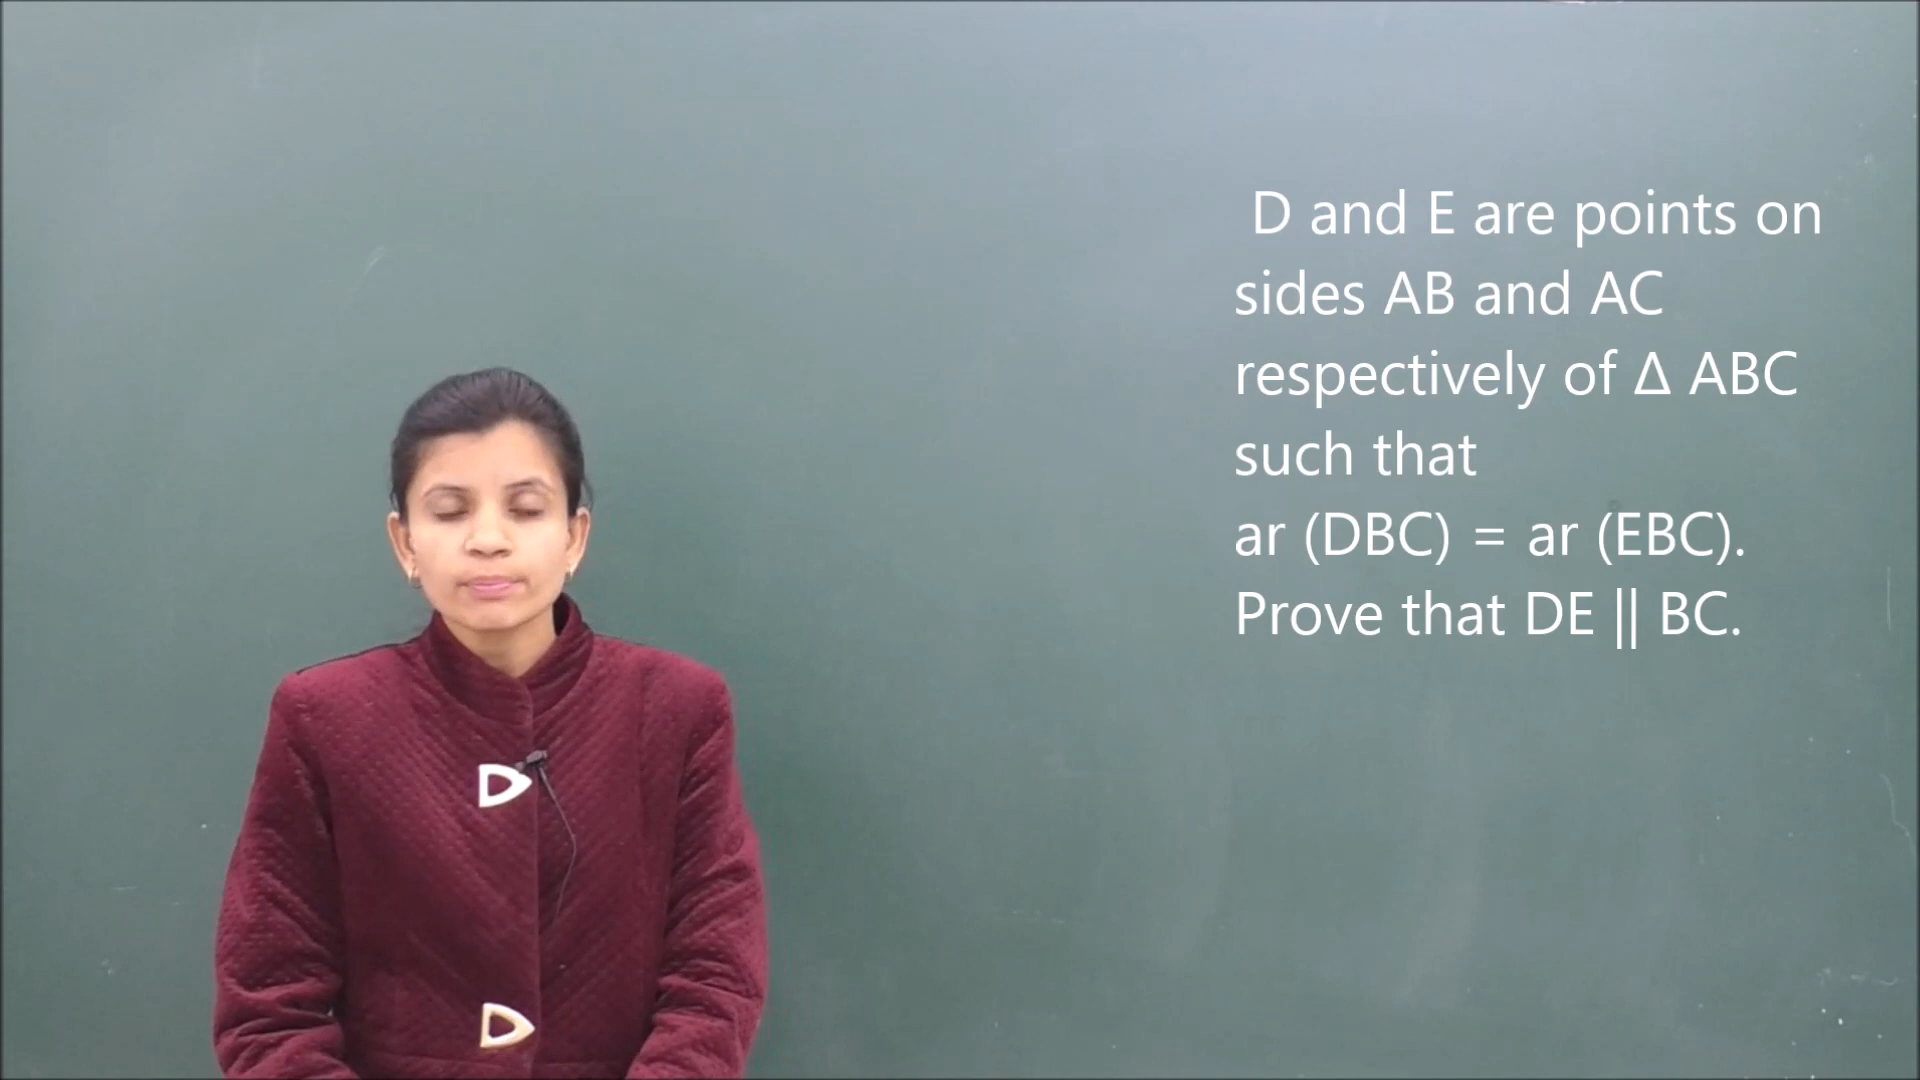 D and E are points on
sides AB and AC
respectively of Δ ABC
such that
ar (DBC) = ar (EBC).
Prove that DE || BC.